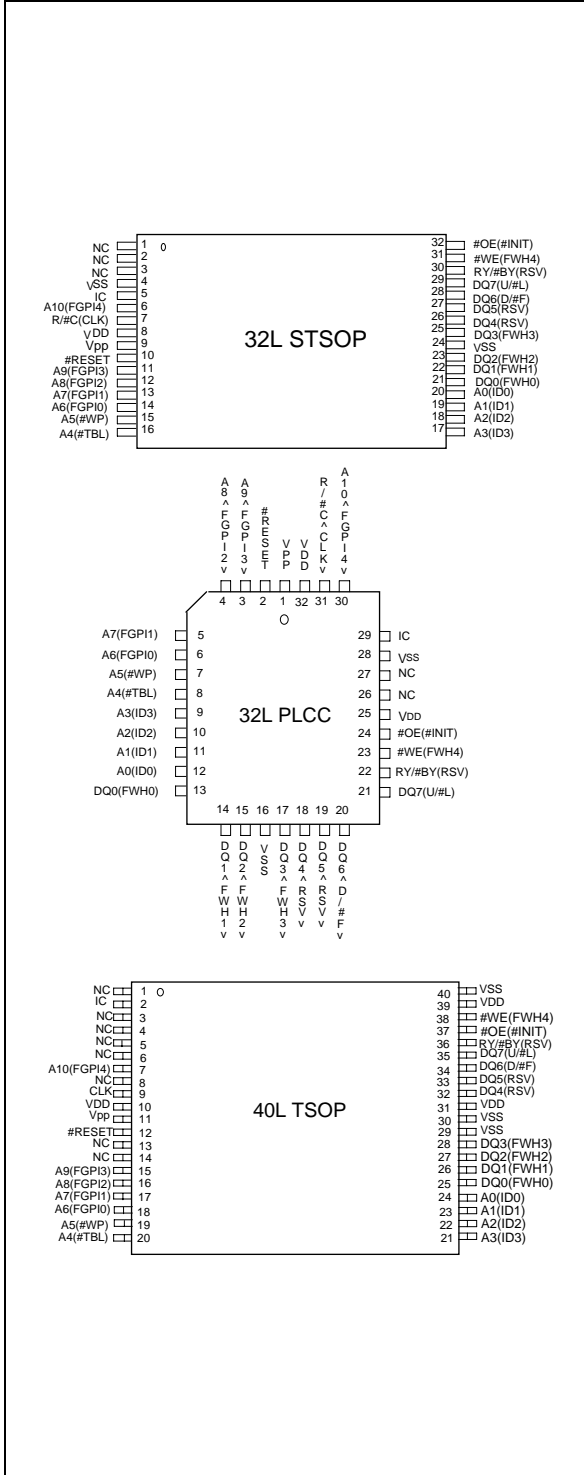 NC 1
NC 2
NC 3
VSS 4
IC 5
A10(FGPI4) 6
R/#C(CLK) 7
VDD 8
Vpp 9
#RESET 10
A9(FGPI3) 11
A8(FGPI2) 12
A7(FGPI1) 13
A6(FGPI0) 14
A5(#WP) 15
A4(#TBL) 16
32L STSOP
32 #OE(#INIT)
31 #WE(FWH4)
30 RY/#BY(RSV)
29 DQ7(U/#L)
28 DQ6(D/#F)
27 DQ5(RSV)
26 DQ4(RSV)
25 DQ3(FWH3)
24 VSS
23 DQ2(FWH2)
22 DQ1(FWH1)
21 DQ0(FWH0)
20 A0(ID0)
19 A1(ID1)
18 A2(ID2)
17 A3(ID3)
A8^FGPI2v
A9^FGPI3v
#RESET
VPP
VDD
R/#C^CLKv
A10^FGPI4v
4 3 2 1 32 31 30
A7(FGPI1) 5
A6(FGPI0) 6
A5(#WP) 7
A4(#TBL) 8
A3(ID3) 9
A2(ID2) 10
A1(ID1) 11
A0(ID0) 12
DQ0(FWH0) 13
32L PLCC
29 IC
28 VSS
27 NC
26 NC
25 VDD
24 #OE(#INIT)
23 #WE(FWH4)
22 RY/#BY(RSV)
21 DQ7(U/#L)
14 15 16 17 18 19 20
DQ1^FWH1v
DQ2^FWH2v
VSS
DQ3^FWH3v
DQ4^RSVv
DQ5^RSVv
DQ6^D/#Fv
NC 1
IC 2
NC 3
NC 4
NC 5
NC 6
A10(FGPI4) 7
NC 8
CLK 9
VDD 10
Vpp 11
#RESET 12
NC 13
NC 14
A9(FGPI3) 15
A8(FGPI2) 16
A7(FGPI1) 17
A6(FGPI0) 18
A5(#WP) 19
A4(#TBL) 20
40L TSOP
40 VSS
39 VDD
38 #WE(FWH4)
37 #OE(#INIT)
36 RY/#BY(RSV)
35 DQ7(U/#L)
34 DQ6(D/#F)
33 DQ5(RSV)
32 DQ4(RSV)
31 VDD
30 VSS
29 VSS
28 DQ3(FWH3)
27 DQ2(FWH2)
26 DQ1(FWH1)
25 DQ0(FWH0)
24 A0(ID0)
23 A1(ID1)
22 A2(ID2)
21 A3(ID3)